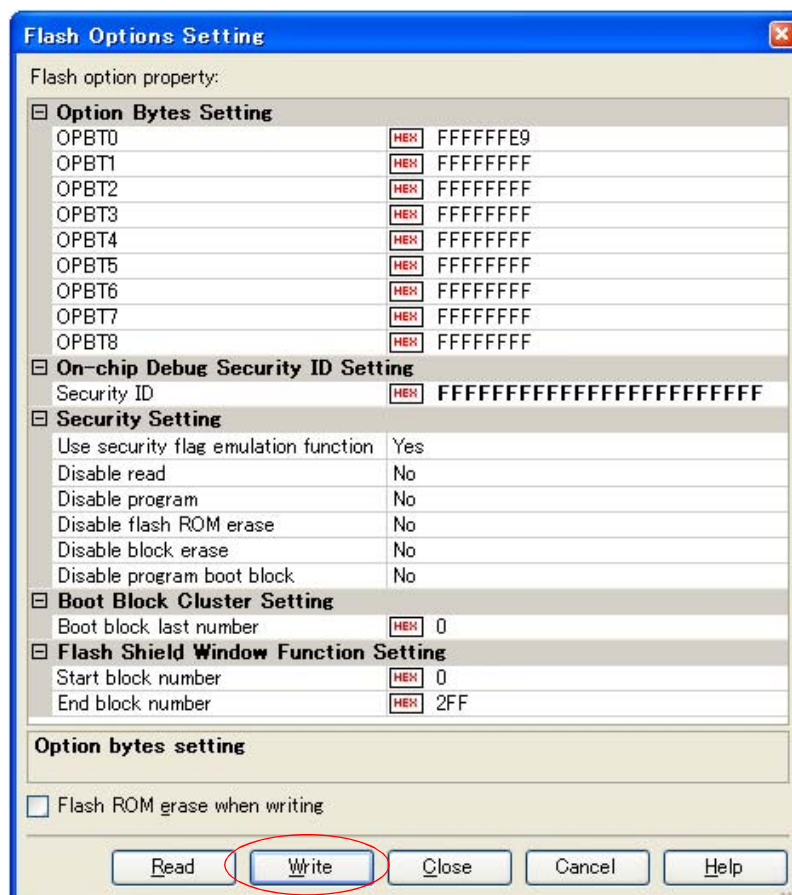 Flash Options Setting
Flash option property:
Option Bytes Setting
OPBT0 HEX FFFFFFE9
OPBT1 HEX FFFFFFFF
OPBT2 HEX FFFFFFFF
OPBT3 HEX FFFFFFFF
OPBT4 HEX FFFFFFFF
OPBT5 HEX FFFFFFFF
OPBT6 HEX FFFFFFFF
OPBT7 HEX FFFFFFFF
OPBT8 HEX FFFFFFFF
On-chip Debug Security ID Setting
Security ID HEX FFFFFFFFFFFFFFFFFFFFFFFF
Security Setting
Use security flag emulation function Yes
Disable read No
Disable program No
Disable flash ROM erase No
Disable block erase No
Disable program boot block No
Boot Block Cluster Setting
Boot block last number HEX 0
Flash Shield Window Function Setting
Start block number HEX 0
End block number HEX 2FF
Option bytes setting
Flash ROM erase when writing
Read Write Close Cancel Help